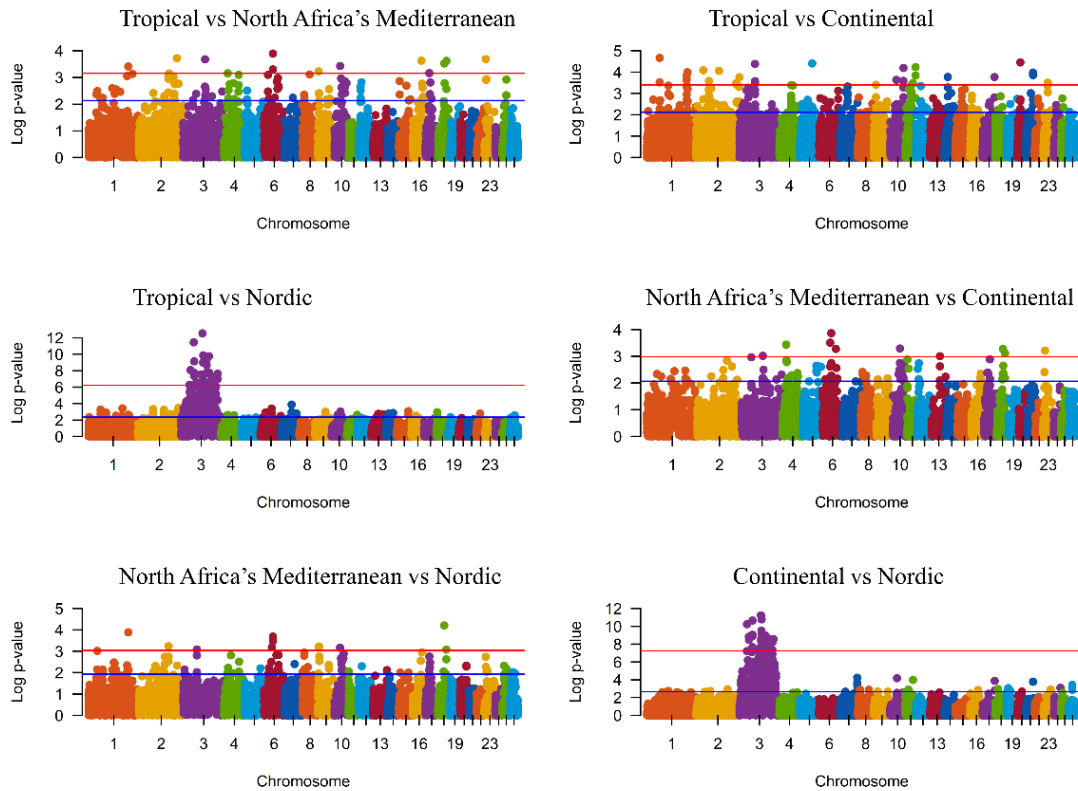 Tropical vs North Africa's Mediterranean
Log p-value
4
3
2
1
0
1 2 3 4 6 8 10 13 16 19 23
Chromosome
Tropical vs Continental
Log p-value
5
4
3
2
1
0
1 2 3 4 6 8 10 13 16 19 23
Chromosome
Tropical vs Nordic
Log p-value
12
10
8
6
4
2
0
1 2 3 4 6 8 10 13 16 19 23
Chromosome
North Africa's Mediterranean vs Continental
Log p-value
4
3
2
1
0
1 2 3 4 6 8 10 13 16 19 23
Chromosome
North Africa's Mediterranean vs Nordic
Log p-value
5
4
3
2
1
0
1 2 3 4 6 8 10 13 16 19 23
Chromosome
Continental vs Nordic
Log p-value
12
10
8
6
4
2
0
1 2 3 4 6 8 10 13 16 19 23
Chromosome